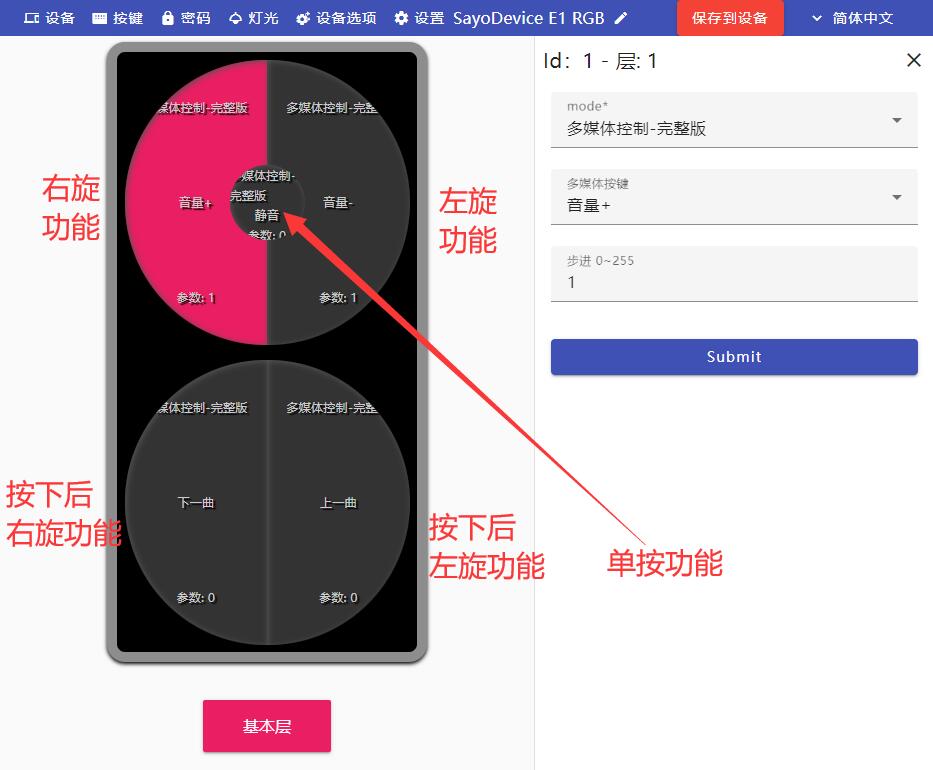 设备 按键 密码 灯光 设备选项 设置 SayoDevice E1 RGB 保存到设备 简体中文
Id: 1 - 层: 1
mode*
多媒体控制-完整版
多媒体按键
音量+
步进 0~255
1
Submit
媒体控制-完整版 多媒体控制-完整
右旋
功能
音量+
媒体控制-
完整版
静音
参数: 0
音量-
左旋
功能
参数: 1 参数: 1
媒体控制-完整版 多媒体控制-完整
按下后
右旋功能
下一曲 上一曲
按下后
左旋功能
单按功能
参数: 0 参数: 0
基本层